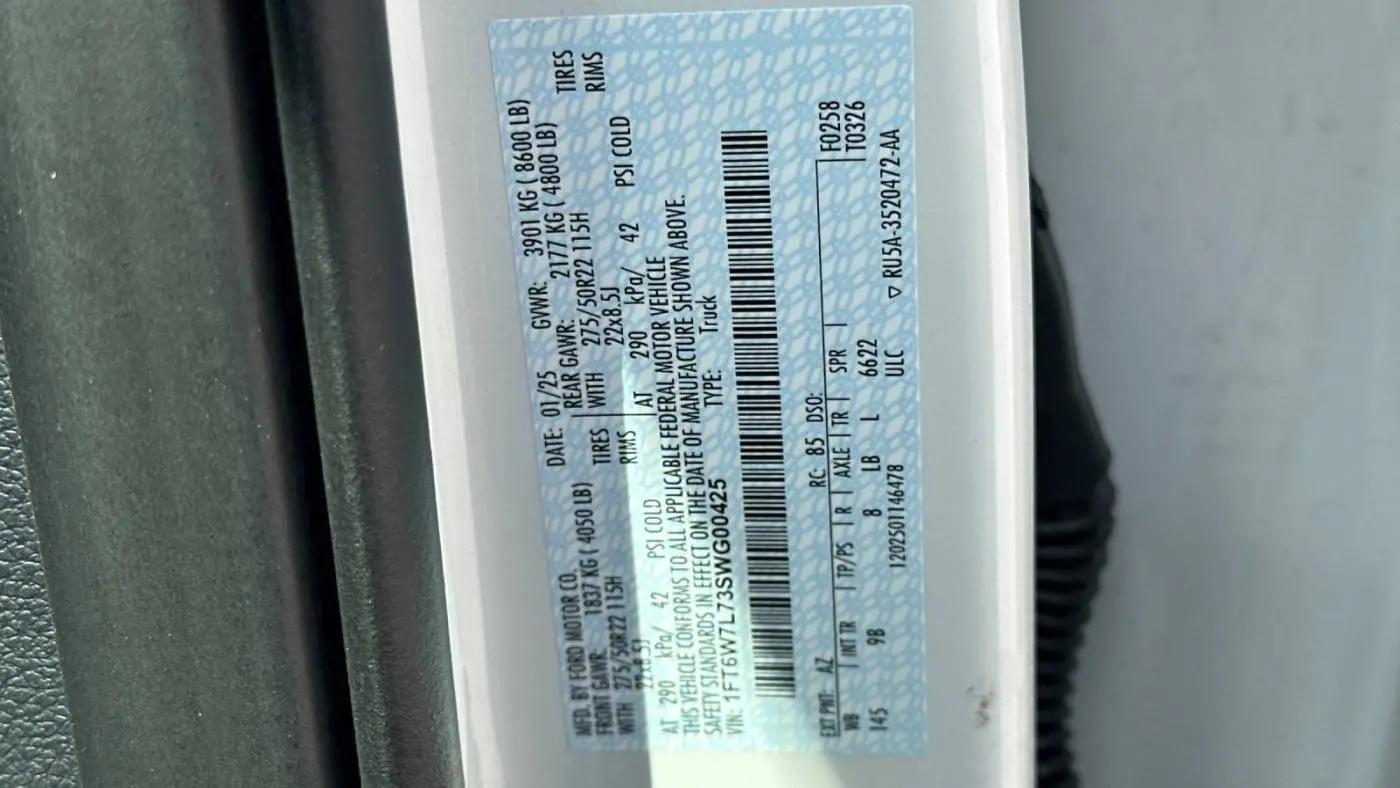 MFD. BY FORD MOTOR CO. DATE: 01/25 GVWR: 3901 KG ( 8600 LB)
FRONT GAWR: 1837 KG ( 4050 LB) REAR GAWR: 2177 KG ( 4800 LB)
WITH 275/50R22 115H TIRES WITH 275/50R22 115H TIRES
22x8.5J RIMS 22x8.5J RIMS
AT 290 kPa/ 42 PSI COLD AT 290 kPa/ 42 PSI COLD
THIS VEHICLE CONFORMS TO ALL APPLICABLE FEDERAL MOTOR VEHICLE
SAFETY STANDARDS IN EFFECT ON THE DATE OF MANUFACTURE SHOWN ABOVE.
VIN: 1FT6W7L73SWG00425 TYPE: Truck
EXT PNT: AZ RC: 85 DSO: F0258
WB | INT TR | TP/PS | R | AXLE | TR | SPR | T0326
145 9B 8 LB L 6622
1202501146478 ULC ▽ RU5A-3520472-AA